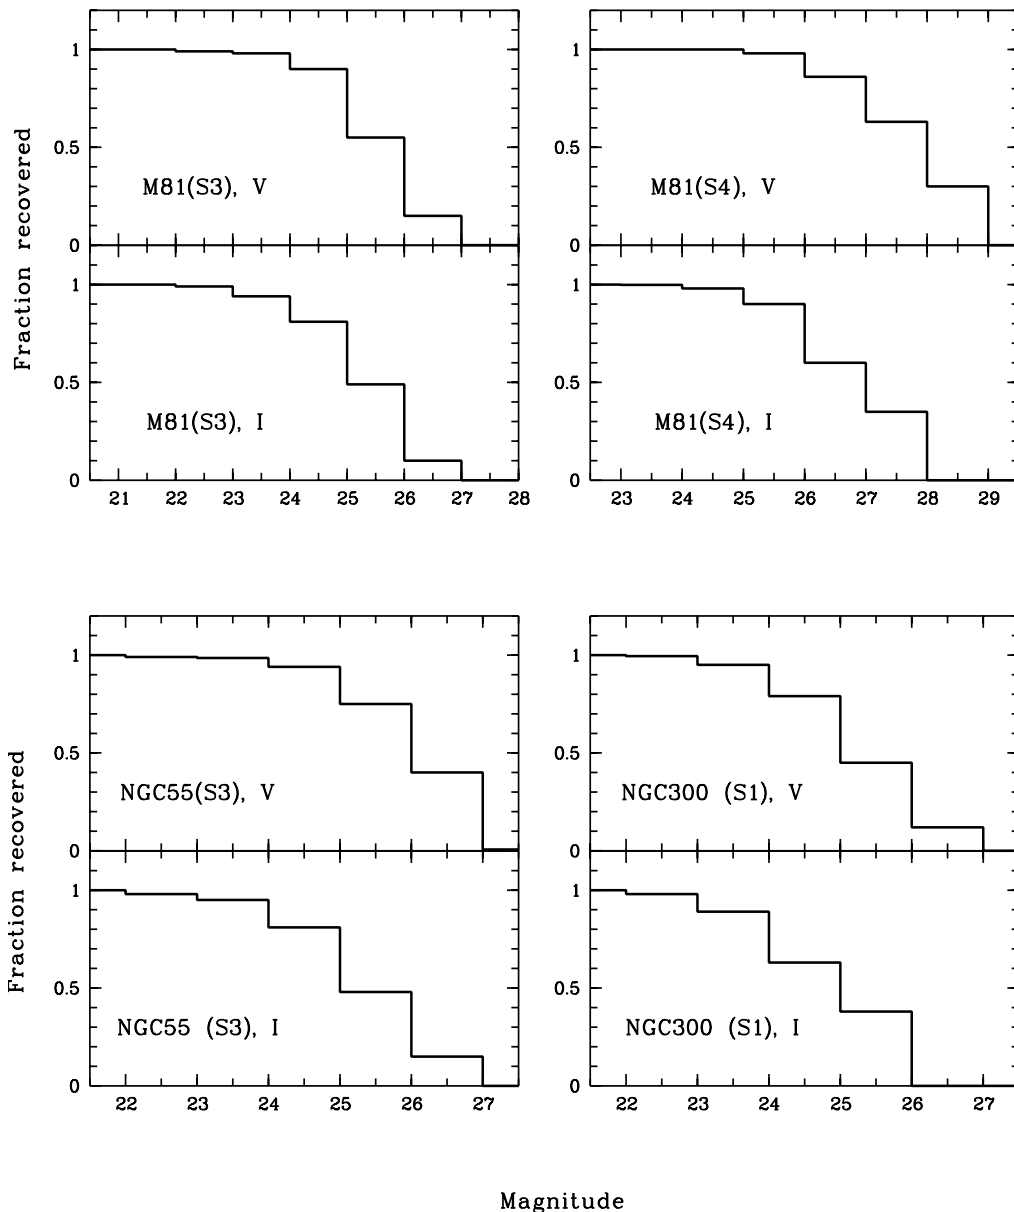 Fraction recovered
1
0.5
0
M81(S3), V
1
0.5
0
M81(S3), I
21 22 23 24 25 26 27 28
1
0.5
0
M81(S4), V
1
0.5
0
M81(S4), I
23 24 25 26 27 28 29
Fraction recovered
1
0.5
0
NGC55(S3), V
1
0.5
0
NGC55 (S3), I
22 23 24 25 26 27
1
0.5
0
NGC300 (S1), V
1
0.5
0
NGC300 (S1), I
22 23 24 25 26 27
Magnitude